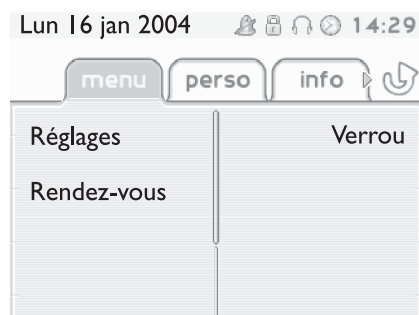 Lun 16 jan 2004 14:29
menu perso info
Réglages Verrou
Rendez-vous